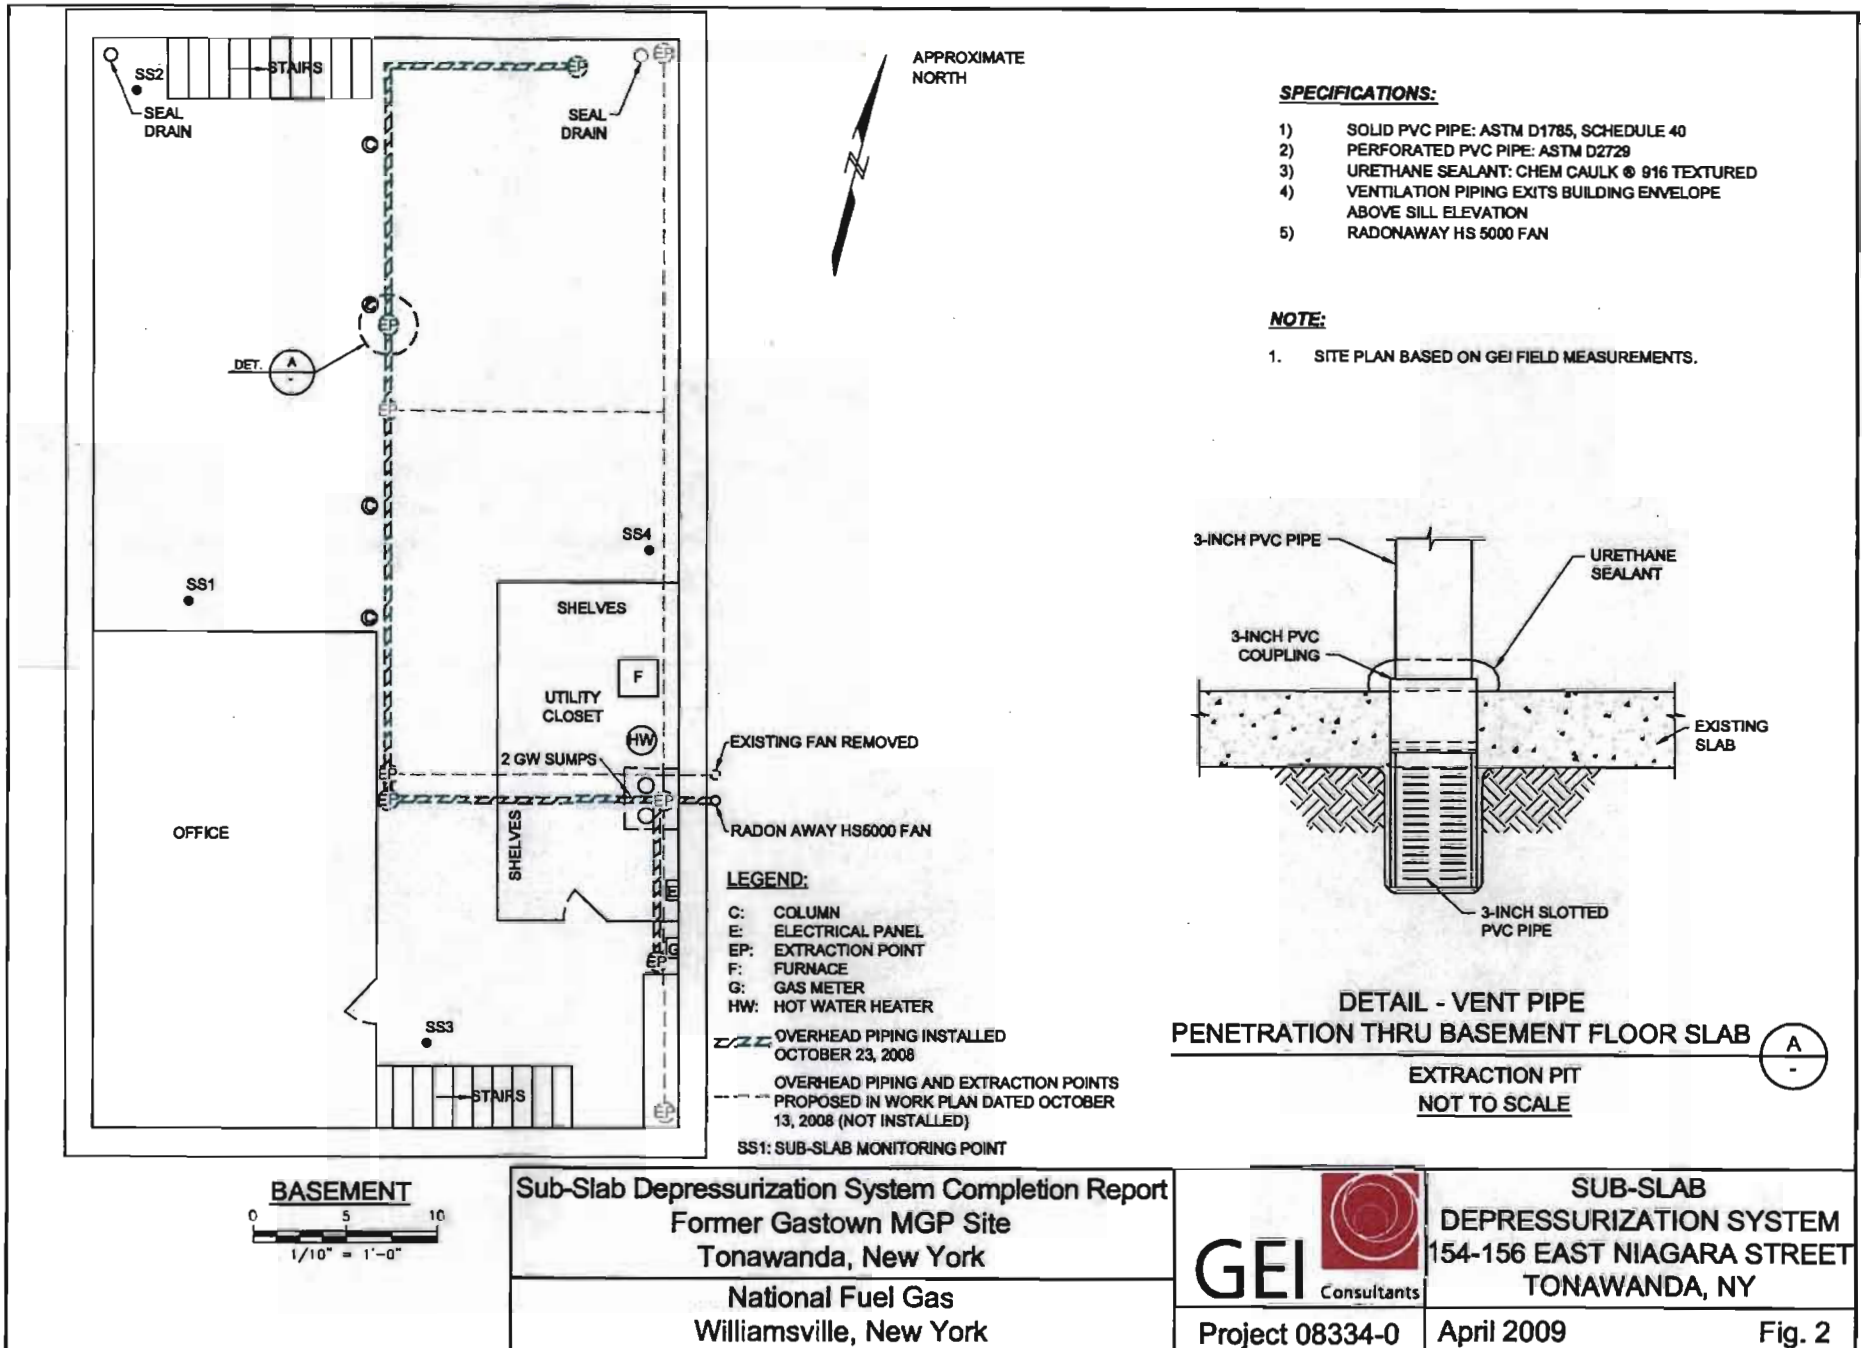 SS2
STAIRS
SEAL
DRAIN
EP
SEAL
DRAIN
EP
C
C
EP
DET.
A
-
EP
C
SS4
SS1
C
SHELVES
F
UTILITY
CLOSET
HW
2 GW SUMPS
EXISTING FAN REMOVED
EP
EP
EP
RADON AWAY HS5000 FAN
OFFICE
SHELVES
E
G
EP
SS3
STAIRS
EP
APPROXIMATE
NORTH
N
LEGEND:
C: COLUMN
E: ELECTRICAL PANEL
EP: EXTRACTION POINT
F: FURNACE
G: GAS METER
HW: HOT WATER HEATER
OVERHEAD PIPING INSTALLED
OCTOBER 23, 2008
OVERHEAD PIPING AND EXTRACTION POINTS
PROPOSED IN WORK PLAN DATED OCTOBER
13, 2008 (NOT INSTALLED)
SS1: SUB-SLAB MONITORING POINT
SPECIFICATIONS:
1) SOLID PVC PIPE: ASTM D1785, SCHEDULE 40
2) PERFORATED PVC PIPE: ASTM D2729
3) URETHANE SEALANT: CHEM CAULK ® 916 TEXTURED
4) VENTILATION PIPING EXITS BUILDING ENVELOPE
ABOVE SILL ELEVATION
5) RADONAWAY HS 5000 FAN
NOTE:
1. SITE PLAN BASED ON GEI FIELD MEASUREMENTS.
3-INCH PVC PIPE
URETHANE
SEALANT
3-INCH PVC
COUPLING
EXISTING
SLAB
3-INCH SLOTTED
PVC PIPE
DETAIL - VENT PIPE
PENETRATION THRU BASEMENT FLOOR SLAB
A
-
EXTRACTION PIT
NOT TO SCALE
BASEMENT
0 5 10
1/10" = 1'-0"
Sub-Slab Depressurization System Completion Report
Former Gastown MGP Site
Tonawanda, New York
National Fuel Gas
Williamsville, New York
GEI
Consultants
Project 08334-0
SUB-SLAB
DEPRESSURIZATION SYSTEM
154-156 EAST NIAGARA STREET
TONAWANDA, NY
April 2009
Fig. 2